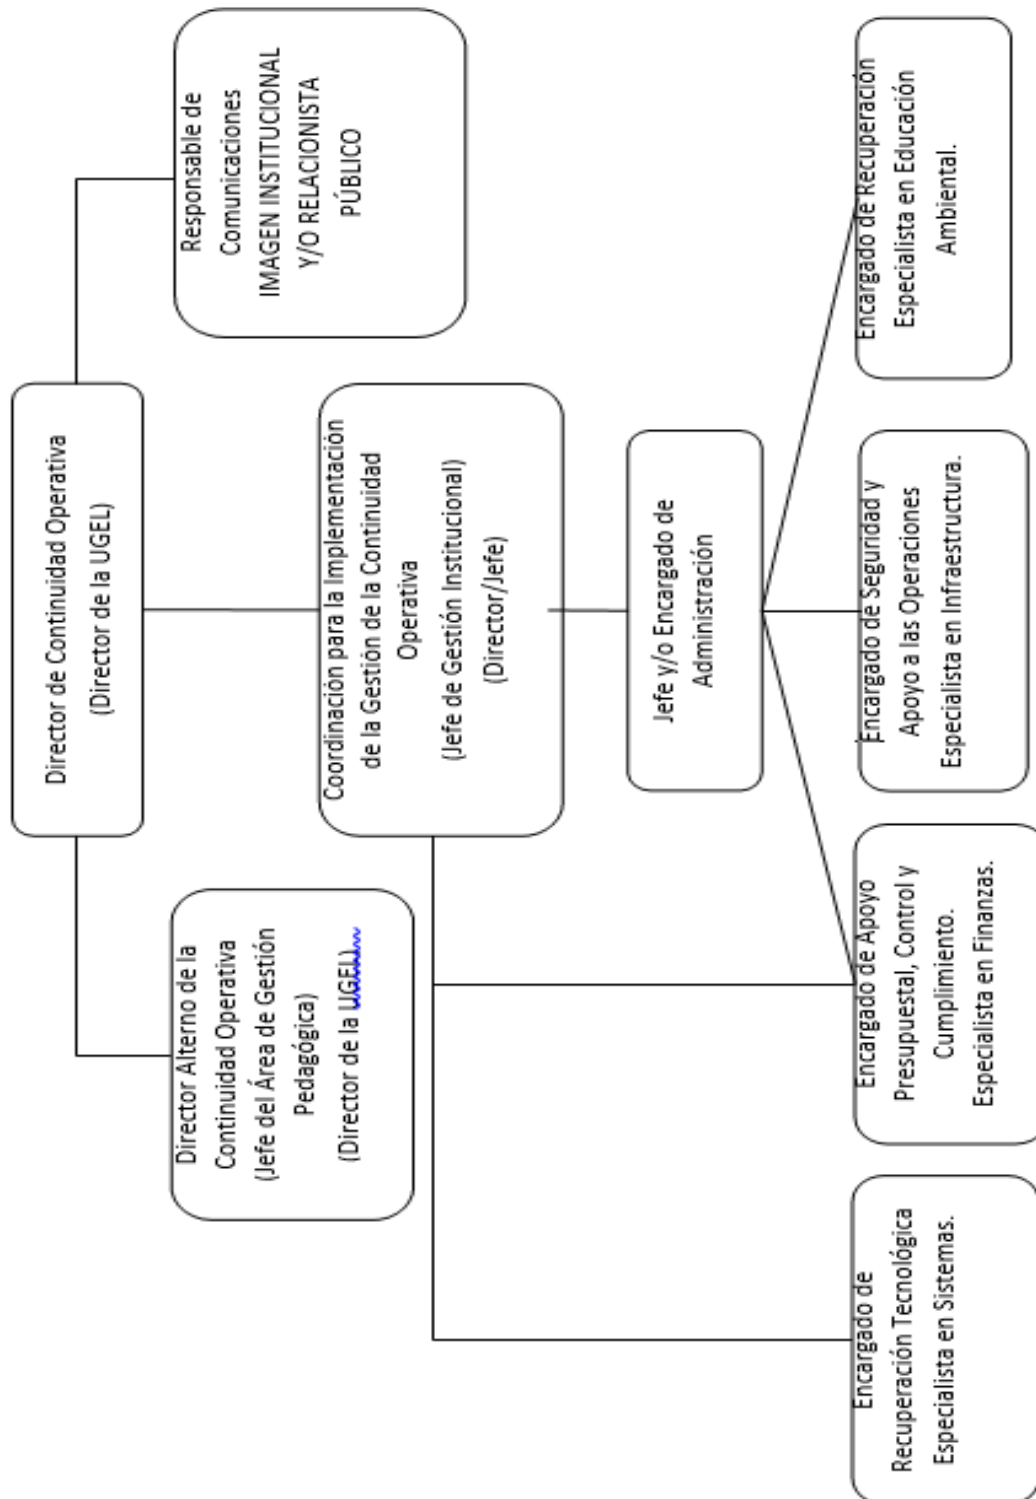 Director de Continuidad Operativa
(Director de la UGEL)
Director Alterno de la
Continuidad Operativa
(Jefe del Área de Gestión
Pedagógica)
(Director de la UGEL)
Responsable de
Comunicaciones
IMAGEN INSTITUCIONAL
Y/O RELACIONISTA
PÚBLICO
Coordinación para la Implementación
de la Gestión de la Continuidad
Operativa
(Jefe de Gestión Institucional)
(Director/Jefe)
Jefe y/o Encargado de
Administración
Encargado de
Recuperación Tecnológica
Especialista en Sistemas.
Encargado de Apoyo
Presupuestal, Control y
Cumplimiento.
Especialista en Finanzas.
Encargado de Seguridad y
Apoyo a las Operaciones
Especialista en Infraestructura.
Encargado de Recuperación
Especialista en Educación
Ambiental.